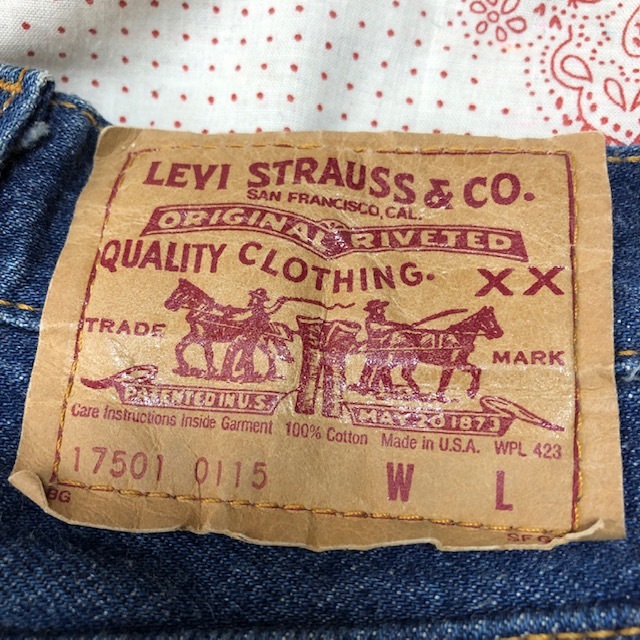 LEVI STRAUSS & CO.
SAN FRANCISCO, CAL.
ORIGINAL RIVETED
QUALITY CLOTHING. XX
TRADE MARK
PATENTED IN U.S. MAY 20 1873
Care Instructions Inside Garment 100% Cotton Made in U.S.A. WPL 423
17501 0115 W L